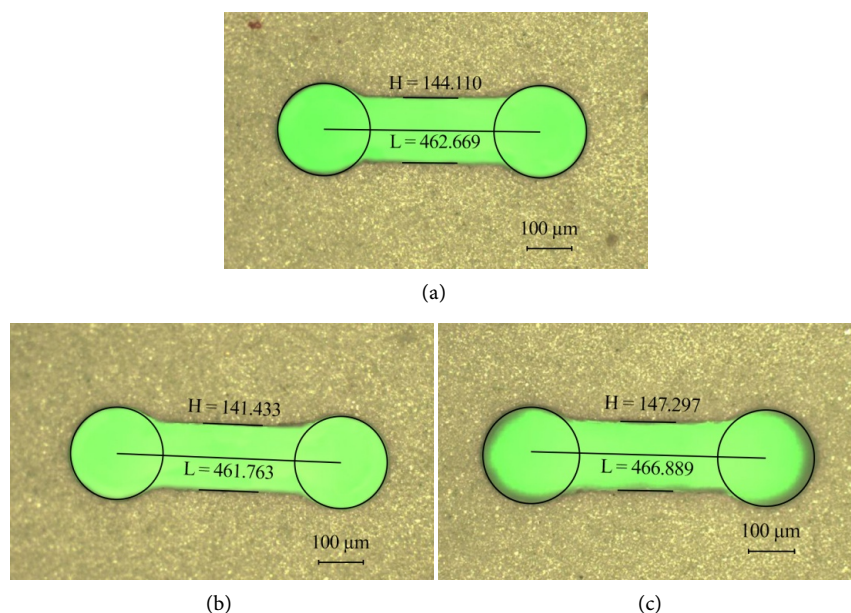 H = 144.110
L = 462.669
100 μm
(a)
H = 141.433
L = 461.763
100 μm
H = 147.297
L = 466.889
100 μm
(b)
(c)